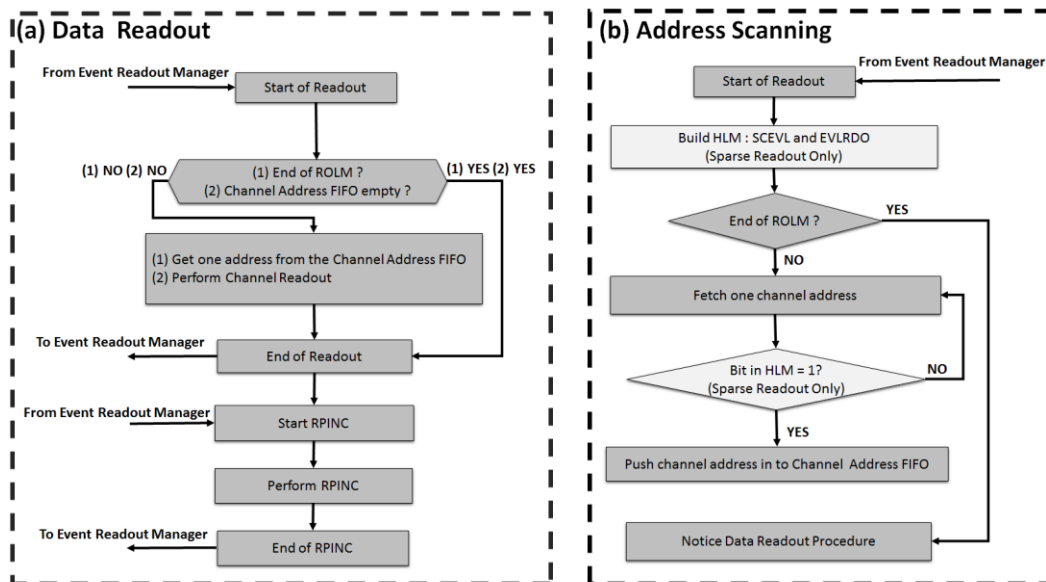 (a) Data Readout
From Event Readout Manager
Start of Readout
(1) NO (2) NO
(1) End of ROLM ?
(2) Channel Address FIFO empty ?
(1) YES (2) YES
(1) Get one address from the Channel Address FIFO
(2) Perform Channel Readout
To Event Readout Manager
End of Readout
From Event Readout Manager
Start RPINC
Perform RPINC
To Event Readout Manager
End of RPINC
(b) Address Scanning
From Event Readout Manager
Start of Readout
Build HLM : SCEVL and EVLRDO
(Sparse Readout Only)
End of ROLM ?
YES
NO
Fetch one channel address
Bit in HLM = 1?
(Sparse Readout Only)
NO
YES
Push channel address in to Channel Address FIFO
Notice Data Readout Procedure